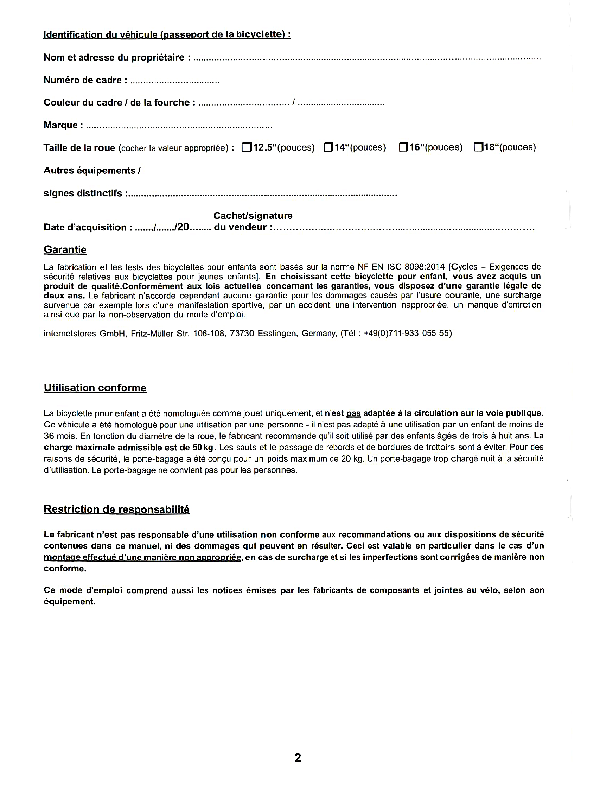 Identification du véhicule (passeport de la bicyclette) :
Nom et adresse du propriétaire : ..........................................................................................................................................
Numéro de cadre : ...................................
Couleur du cadre / de la fourche : ................................... / ..................................
Marque : .........................................................................
Taille de la roue (cocher la valeur appropriée) : ☐12.5"(pouces) ☐14"(pouces) ☐16"(pouces) ☐18"(pouces)
Autres équipements /
signes distinctifs :.........................................................................................................
Cachet/signature
Date d'acquisition : ......./......./20........ du vendeur :.......................................................................................................
Garantie
La fabrication et les tests des bicyclettes pour enfants sont basés sur la norme NF EN ISO 8098:2014 [Cycles – Exigences de
sécurité relatives aux bicyclettes pour jeunes enfants]. En choisissant cette bicyclette pour enfant, vous avez acquis un
produit de qualité.Conformément aux lois actuelles concernant les garanties, vous disposez d'une garantie légale de
deux ans. Le fabricant n'accorde cependant aucune garantie pour les dommages causés par l'usure courante, une surcharge
survenue par exemple lors d'une manifestation sportive, par un accident, une intervention inappropriée, un manque d'entretien
ainsi que par la non-observation du mode d'emploi.
internetstores GmbH, Fritz-Müller Str. 106-108, 73730 Esslingen, Germany, (Tél : +49(0)711-933 055 55)
Utilisation conforme
La bicyclette pour enfant a été homologuée comme jouet uniquement, et n'est pas adaptée à la circulation sur la voie publique.
Ce véhicule a été homologué pour une utilisation par une personne - il n'est pas adapté à une utilisation par un enfant de moins de
36 mois. En fonction du diamètre de la roue, le fabricant recommande qu'il soit utilisé par des enfants âgés de trois à huit ans. La
charge maximale admissible est de 50 kg. Les sauts et le passage de rebords et de bordures de trottoirs sont à éviter. Pour des
raisons de sécurité, le porte-bagage a été conçu pour un poids maximum de 20 kg. Un porte-bagage trop chargé nuit à la sécurité
d'utilisation. Le porte-bagage ne convient pas pour les personnes.
Restriction de responsabilité
Le fabricant n'est pas responsable d'une utilisation non conforme aux recommandations ou aux dispositions de sécurité
contenues dans ce manuel, ni des dommages qui peuvent en résulter. Ceci est valable en particulier dans le cas d'un
montage effectué d'une manière non appropriée, en cas de surcharge et si les imperfections sont corrigées de manière non
conforme.
Ce mode d'emploi comprend aussi les notices émises par les fabricants de composants et jointes au vélo, selon son
équipement.
2